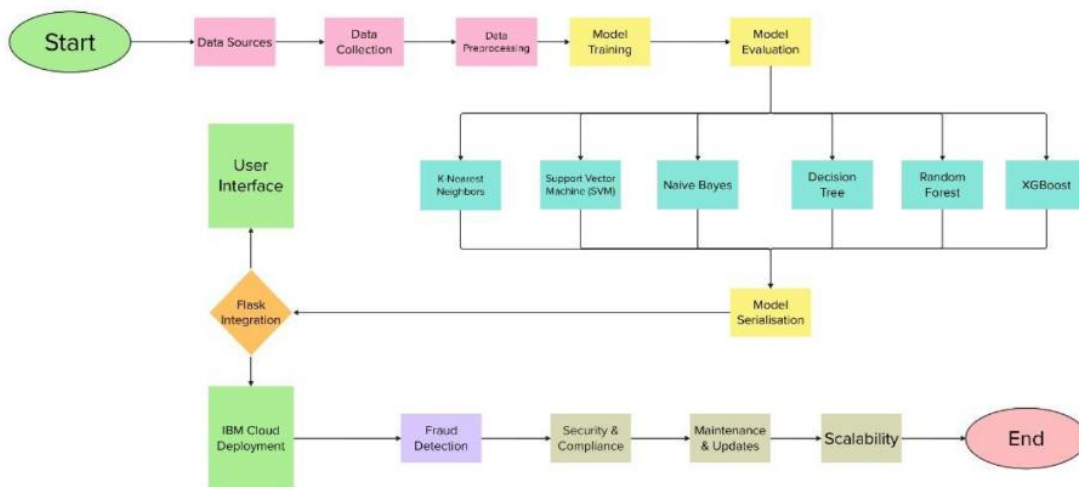 Start
Data Sources
Data
Collection
Data
Preprocessing
Model
Training
Model
Evaluation
User
Interface
K-Nearest
Neighbors
Support Vector
Machine (SVM)
Naive Bayes
Decision
Tree
Random
Forest
XGBoost
Flask
Integration
Model
Serialisation
IBM Cloud
Deployment
Fraud
Detection
Security &
Compliance
Maintenance
& Updates
Scalability
End